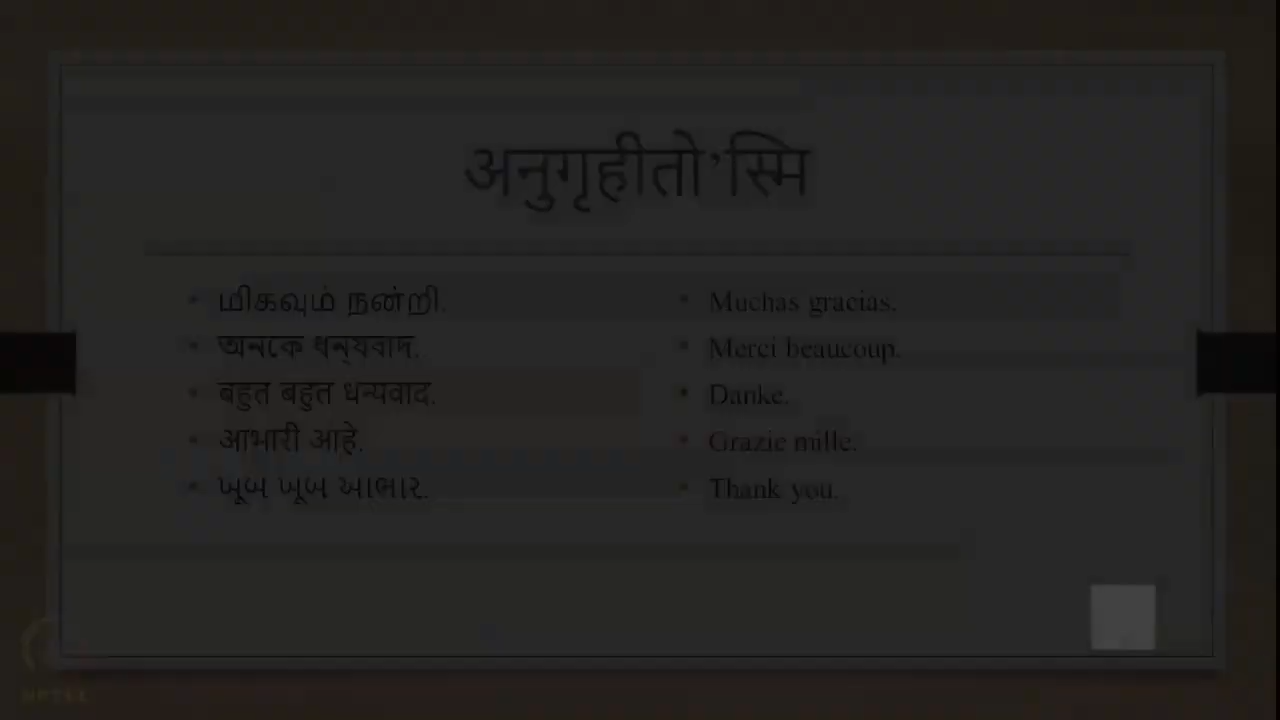 अनुगृहीतो’स्मि
மிகவும் நன்றி.
অনেক ধন্যবাদ.
बहुत बहुत धन्यवाद.
आभारी आहे.
ખૂબ ખૂબ આભાર.
Muchas gracias.
Merci beaucoup.
Danke.
Grazie mille.
Thank you.
NPTEL